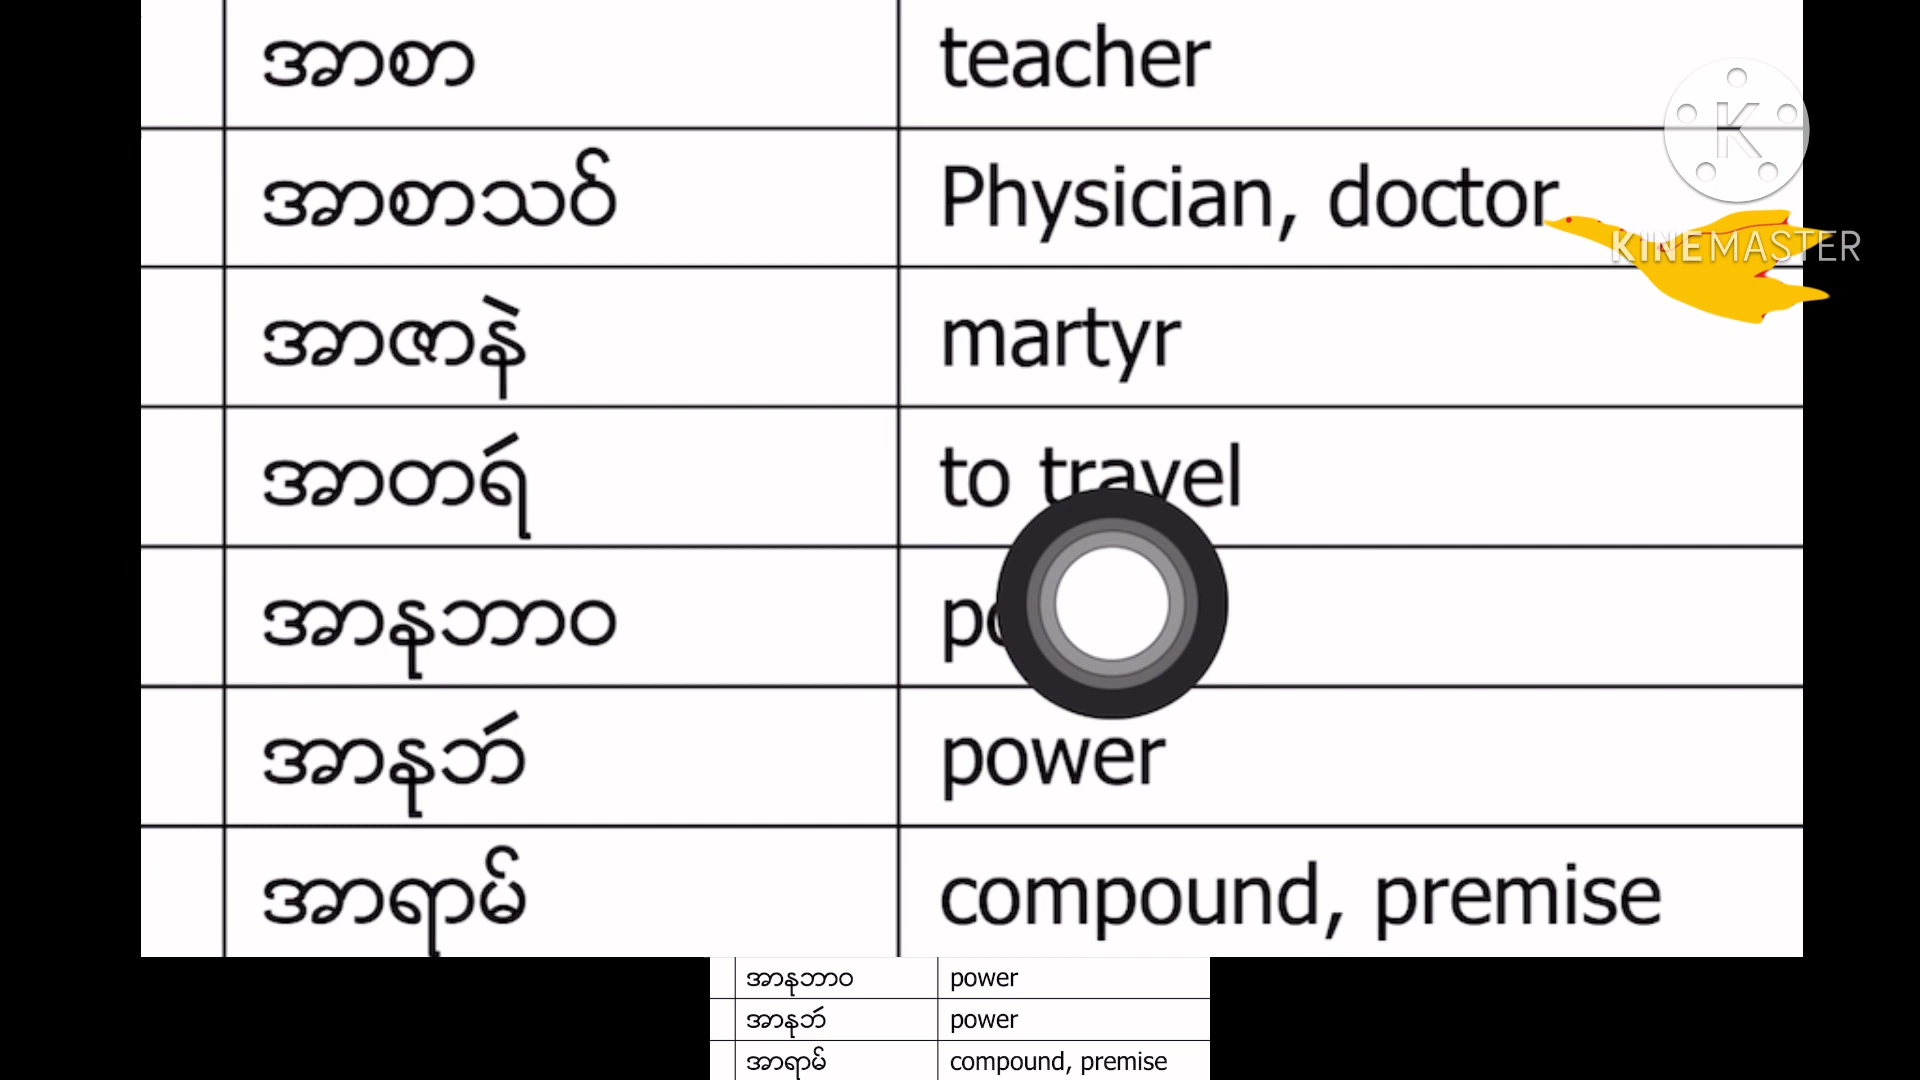 အာစာ teacher
အာစာသဝ် Physician, doctor
အာဇာနဲ martyr
အာတရဴ to travel
အာနုဘာဝ
အာနုဘဴ power
အာရာမ် compound, premise
K
KINEMASTER
အာနုဘာဝ power
အာနုဘဴ power
အာရာမ် compound, premise